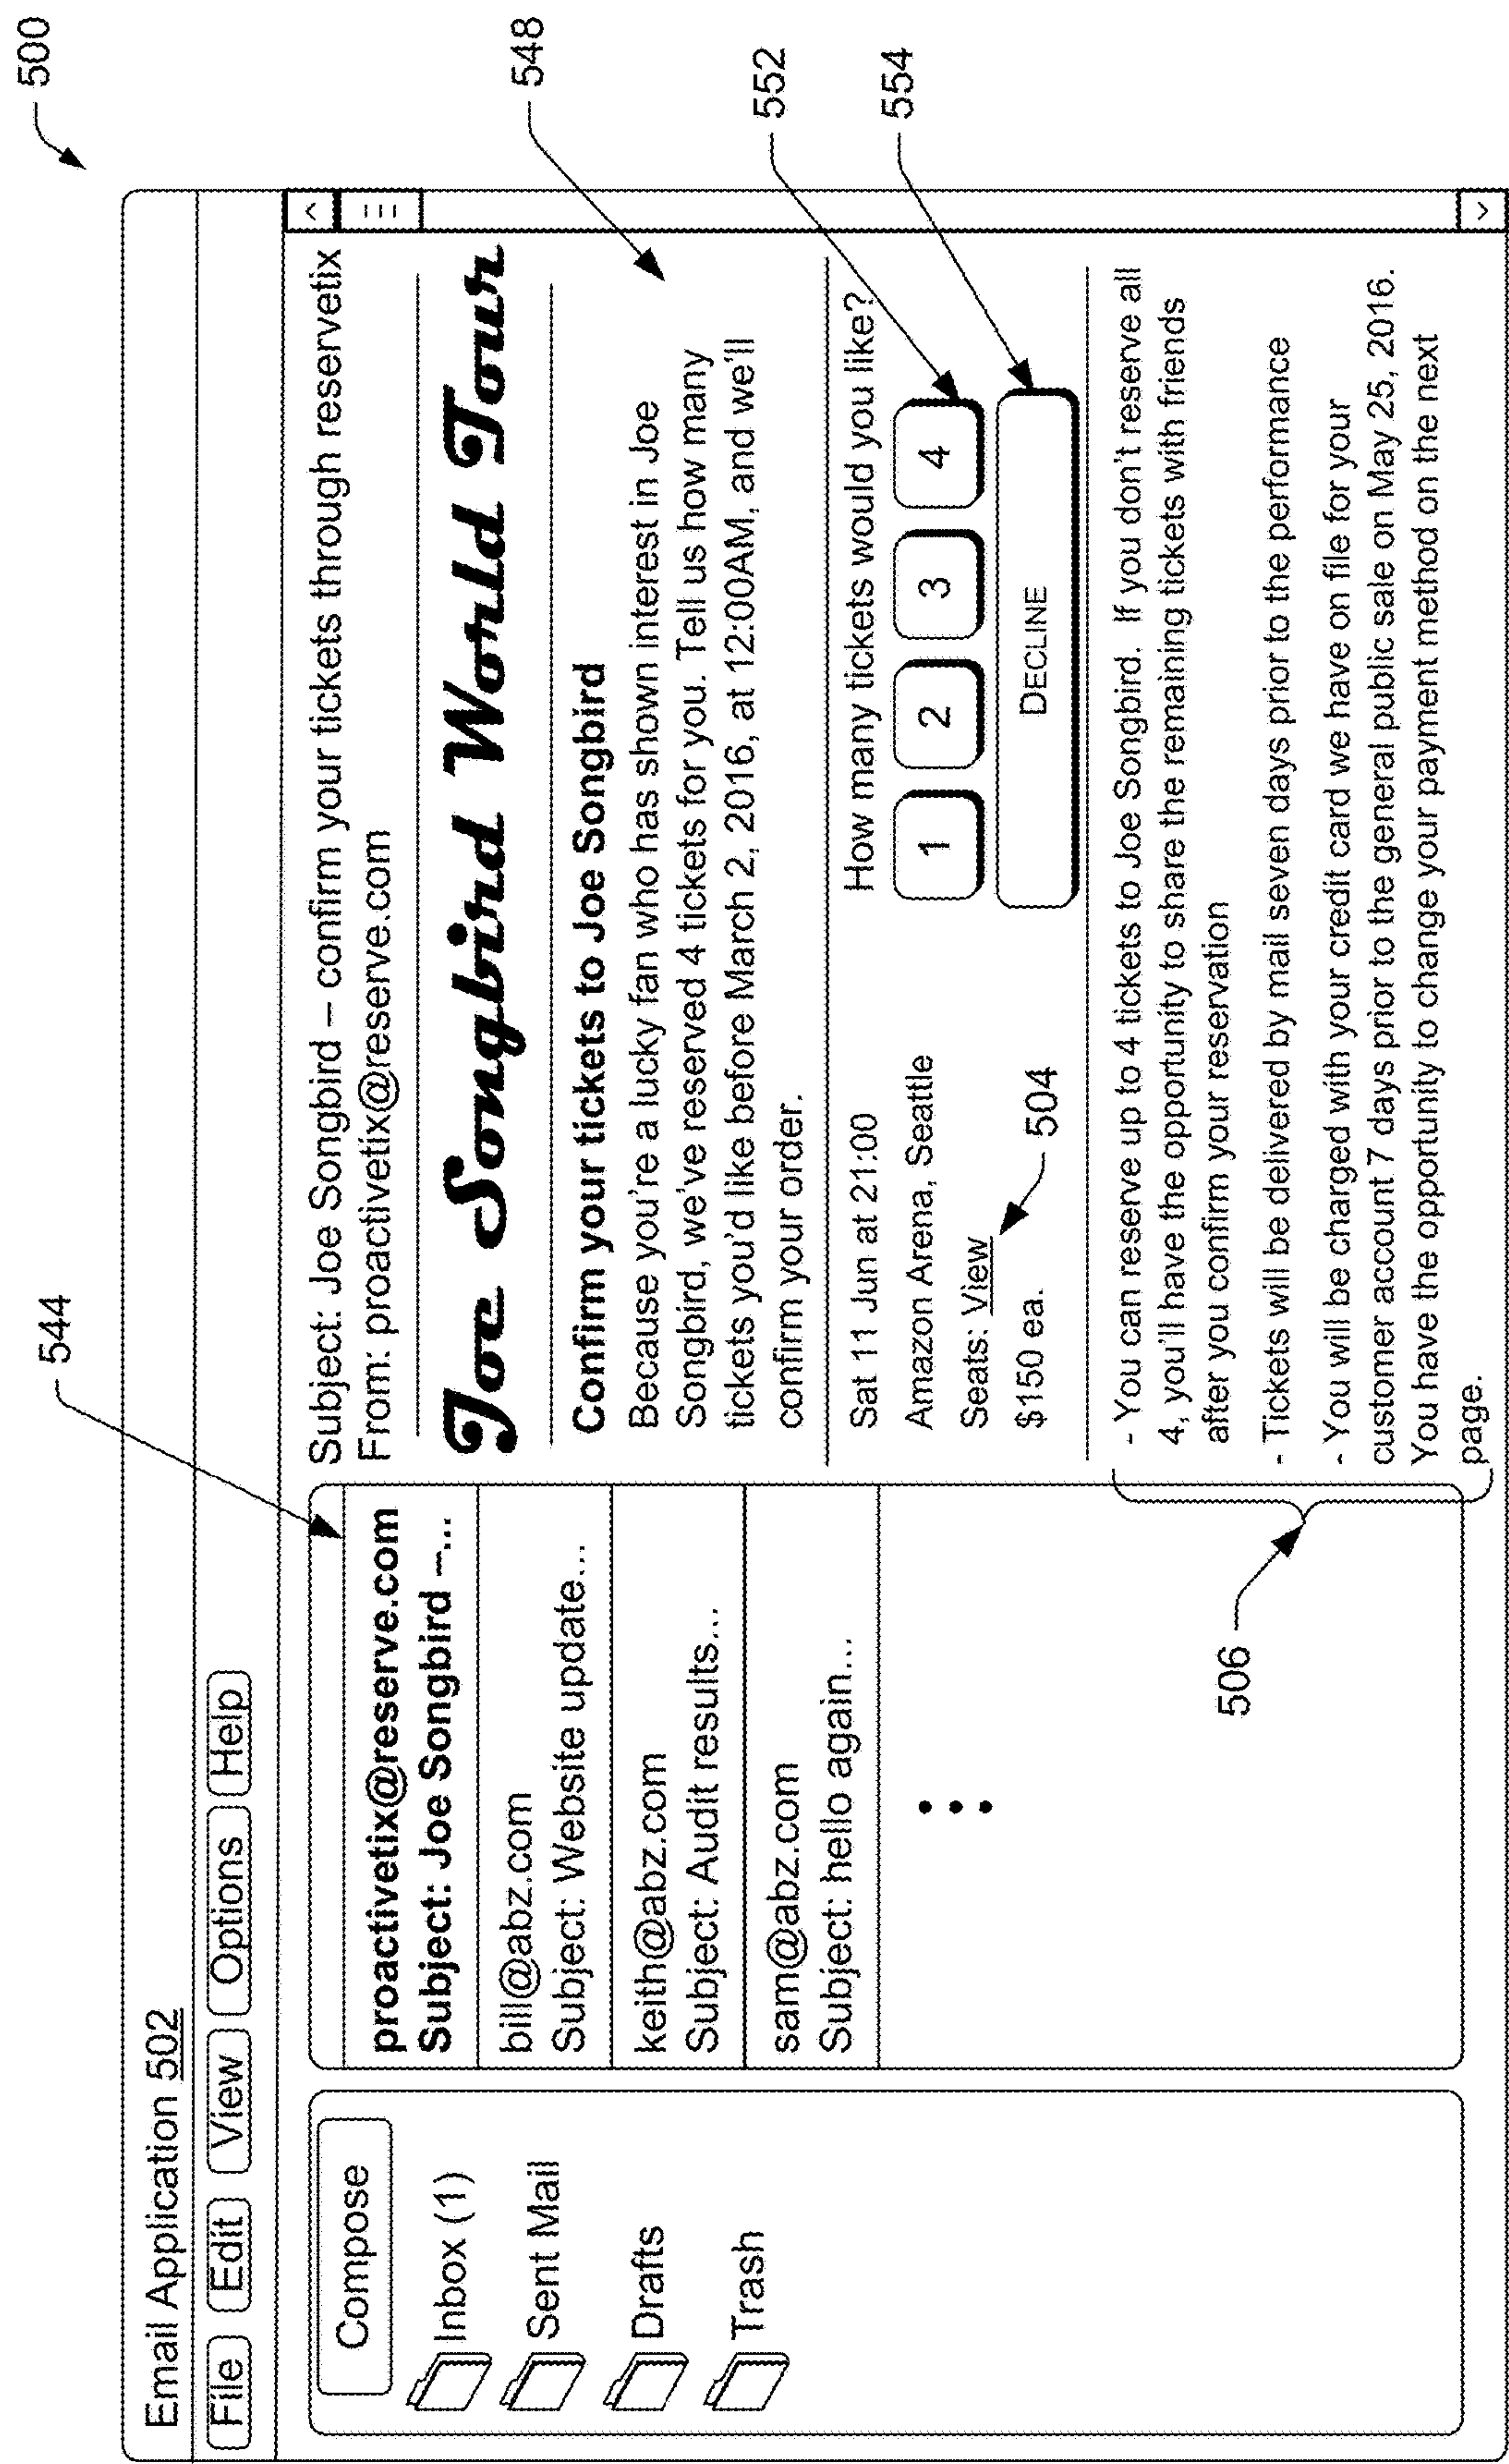 500
Email Application 502
File Edit View Options Help
Compose
Inbox (1)
Sent Mail
Drafts
Trash
544
proactivetix@reserve.com
Subject: Joe Songbird –...
bill@abz.com
Subject: Website update...
keith@abz.com
Subject: Audit results...
sam@abz.com
Subject: hello again...
506
Subject: Joe Songbird – confirm your tickets through reservetix
From: proactivetix@reserve.com
Joe Songbird World Tour
548
Confirm your tickets to Joe Songbird
Because you're a lucky fan who has shown interest in Joe
Songbird, we've reserved 4 tickets for you. Tell us how many
tickets you'd like before March 2, 2016, at 12:00AM, and we'll
confirm your order.
Sat 11 Jun at 21:00
Amazon Arena, Seattle
Seats: View
504
$150 ea.
How many tickets would you like?
1 2 3 4
552
DECLINE
554
- You can reserve up to 4 tickets to Joe Songbird. If you don't reserve all
4, you'll have the opportunity to share the remaining tickets with friends
after you confirm your reservation
- Tickets will be delivered by mail seven days prior to the performance
- You will be charged with your credit card we have on file for your
customer account 7 days prior to the general public sale on May 25, 2016.
You have the opportunity to change your payment method on the next
page.